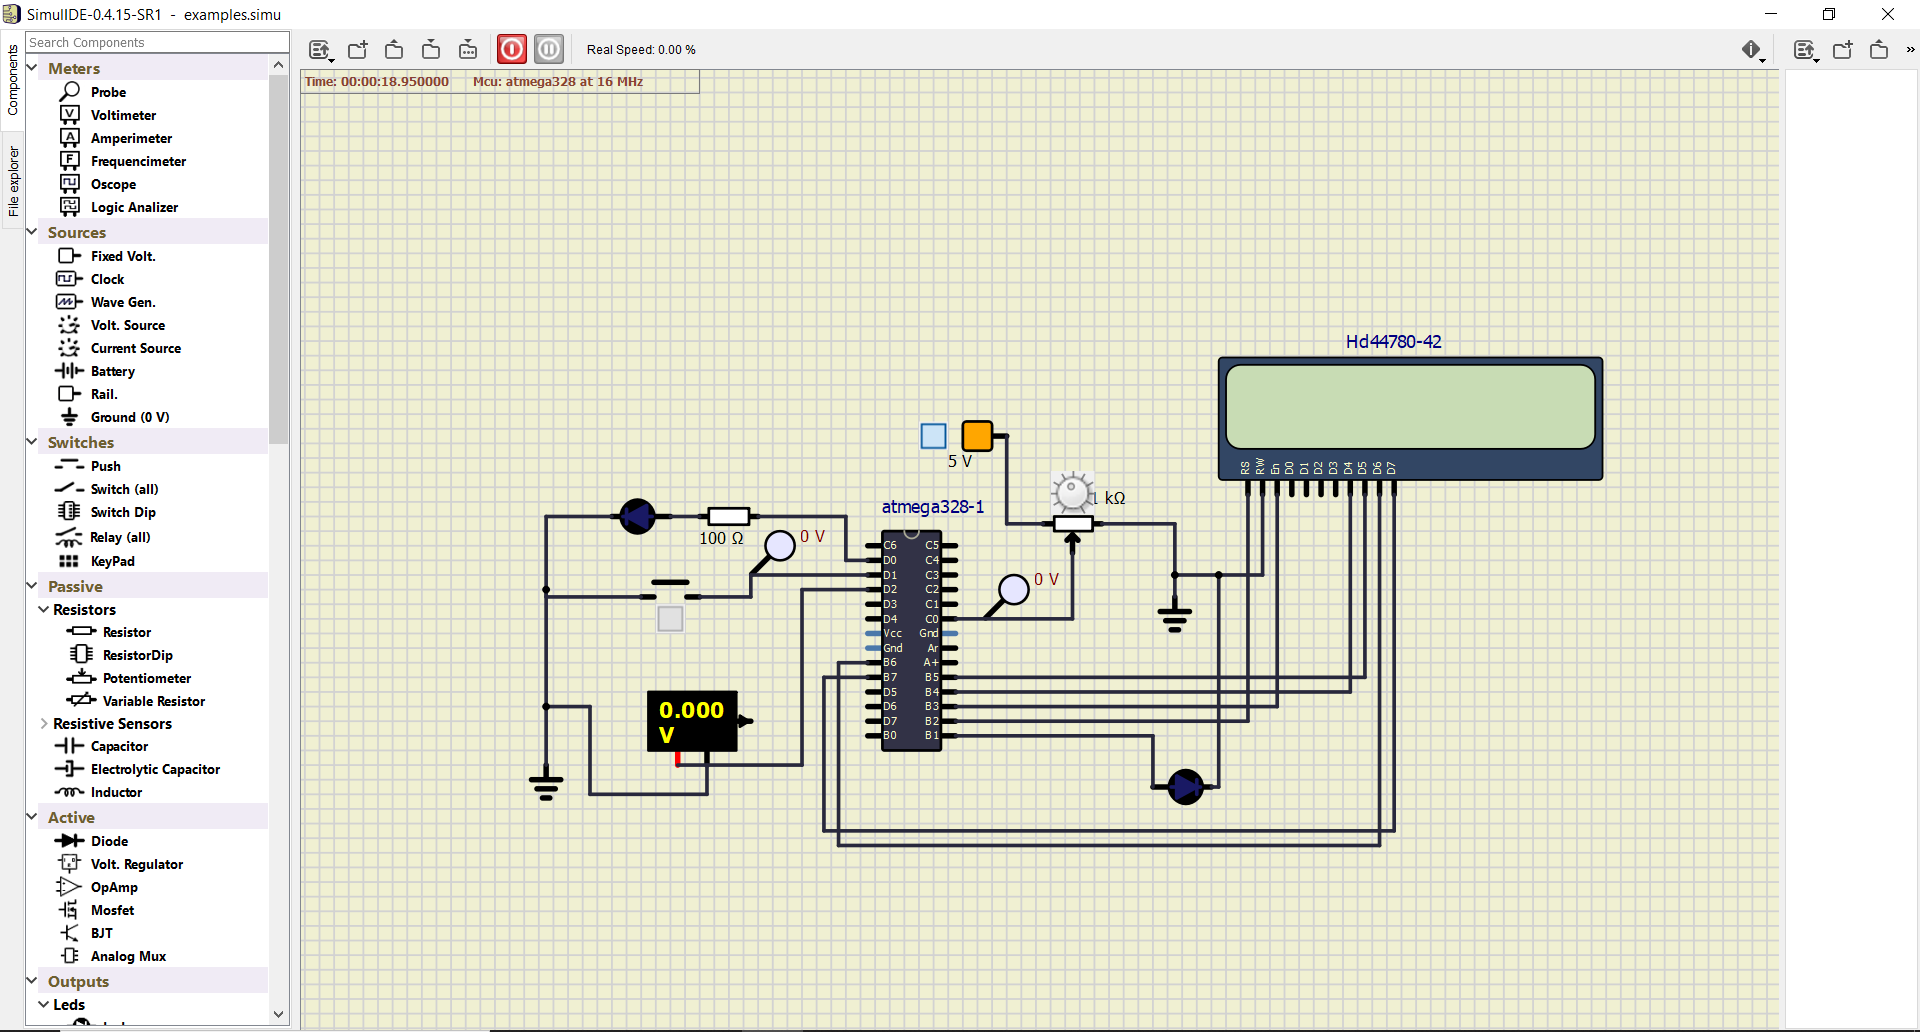 SimulIDE-0.4.15-SR1 - examples.simu
Components
File explorer
Search Components
Meters
Probe
Voltimeter
Amperimeter
Frequencimeter
Oscope
Logic Analizer
Sources
Fixed Volt.
Clock
Wave Gen.
Volt. Source
Current Source
Battery
Rail.
Ground (0 V)
Switches
Push
Switch (all)
Switch Dip
Relay (all)
KeyPad
Passive
Resistors
Resistor
ResistorDip
Potentiometer
Variable Resistor
Resistive Sensors
Capacitor
Electrolytic Capacitor
Inductor
Active
Diode
Volt. Regulator
OpAmp
Mosfet
BJT
Analog Mux
Outputs
Leds
Real Speed: 0.00 %
»
Time: 00:00:18.950000 Mcu: atmega328 at 16 MHz
Hd44780-42
RS RW En D0 D1 D2 D3 D4 D5 D6 D7
5 V
1 kΩ
atmega328-1
100 Ω
0 V
0 V
C6 C5
D0 C4
D1 C3
D2 C2
D3 C1
D4 C0
Vcc Gnd
Gnd Ar
B6 A+
B7 B5
D5 B4
D6 B3
D7 B2
B0 B1
0.000
V